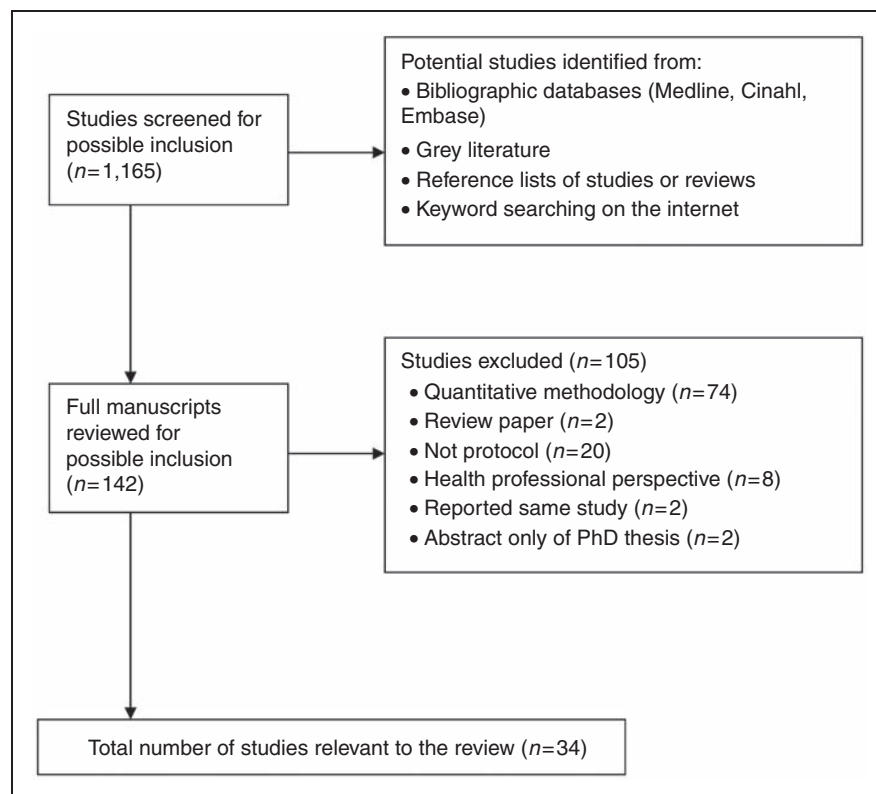 Studies screened for
possible inclusion
(n=1,165)
Potential studies identified from:
• Bibliographic databases (Medline, Cinahl,
Embase)
• Grey literature
• Reference lists of studies or reviews
• Keyword searching on the internet
Full manuscripts
reviewed for
possible inclusion
(n=142)
Studies excluded (n=105)
• Quantitative methodology (n=74)
• Review paper (n=2)
• Not protocol (n=20)
• Health professional perspective (n=8)
• Reported same study (n=2)
• Abstract only of PhD thesis (n=2)
Total number of studies relevant to the review (n=34)